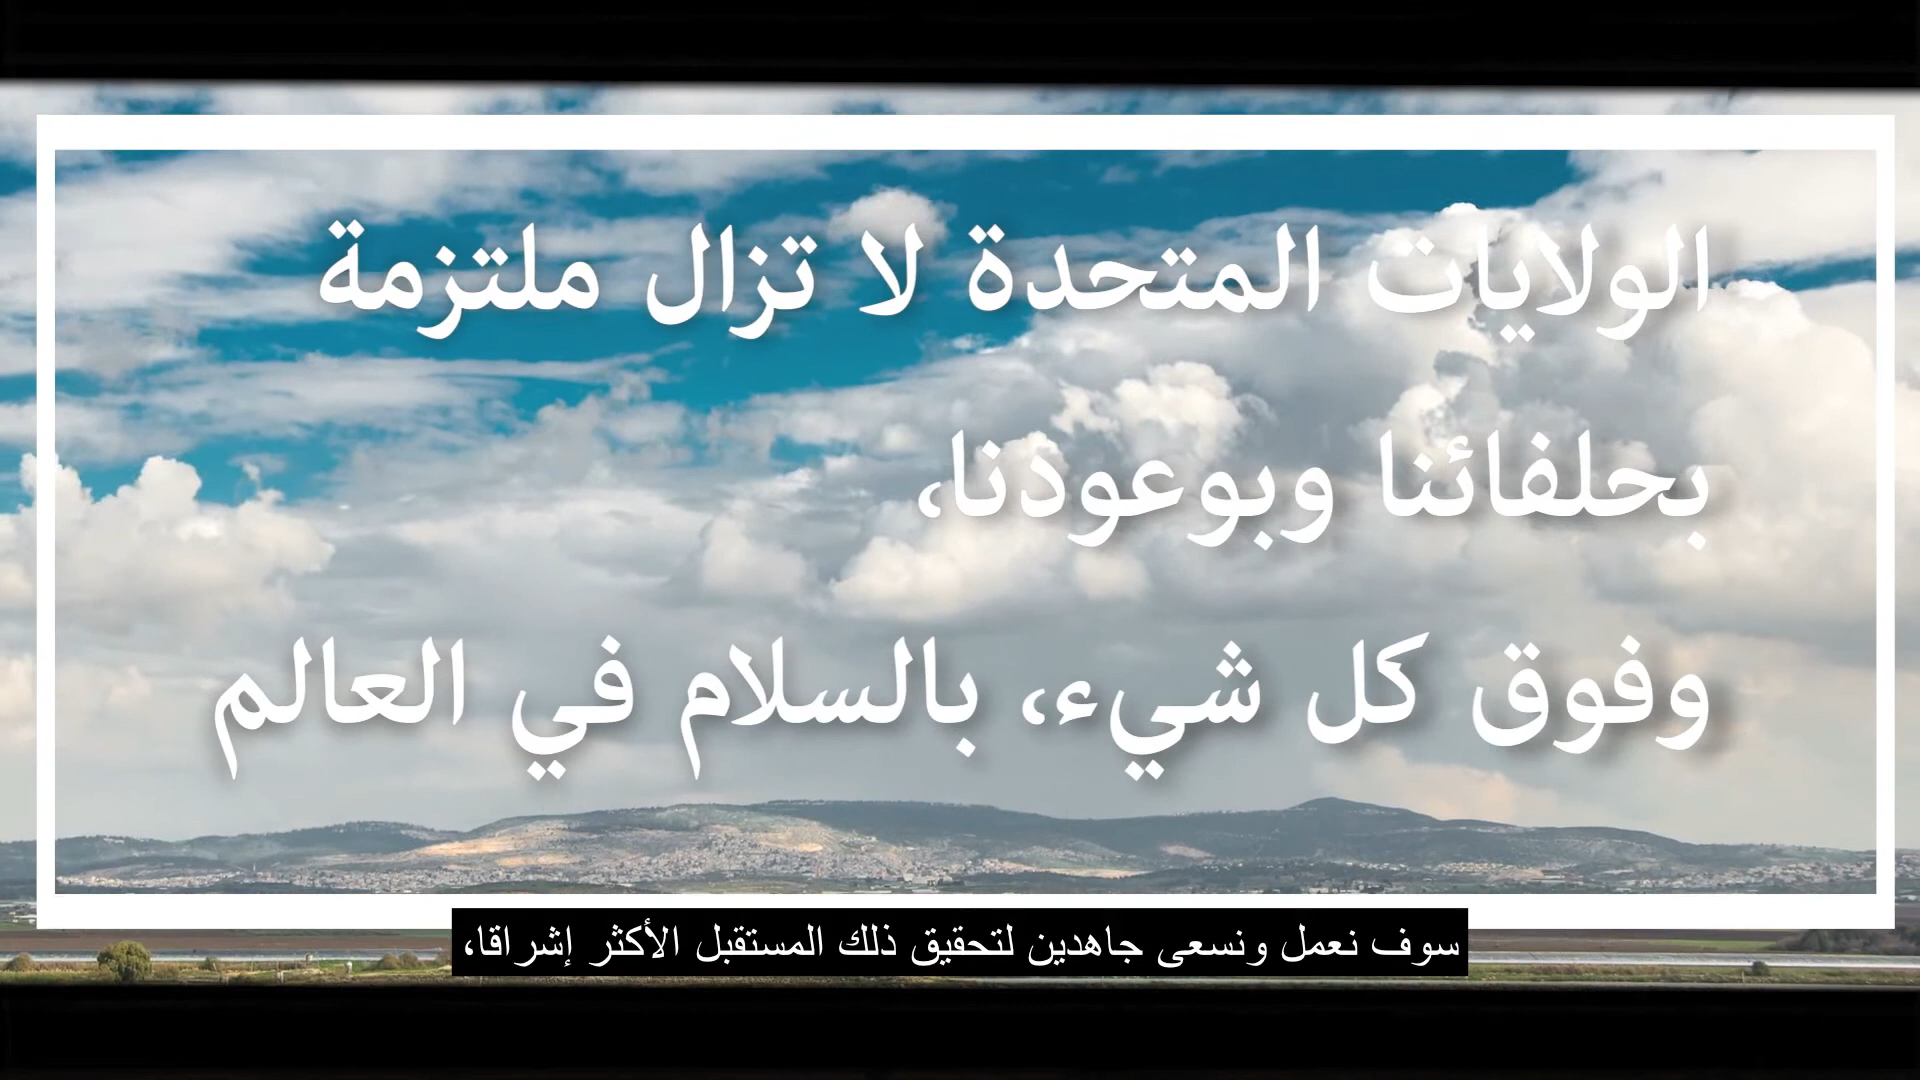 الولايات المتحدة لا تزال ملتزمة
بحلفائنا وبوعودنا،
وفوق كل شيء، بالسلام في العالم
سوف نعمل ونسعى جاهدين لتحقيق ذلك المستقبل الأكثر إشراقا،